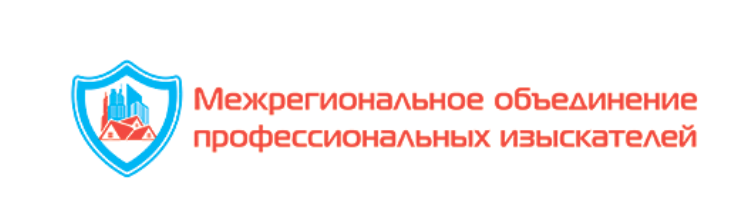 Межрегиональное объединение
профессиональных изыскателей